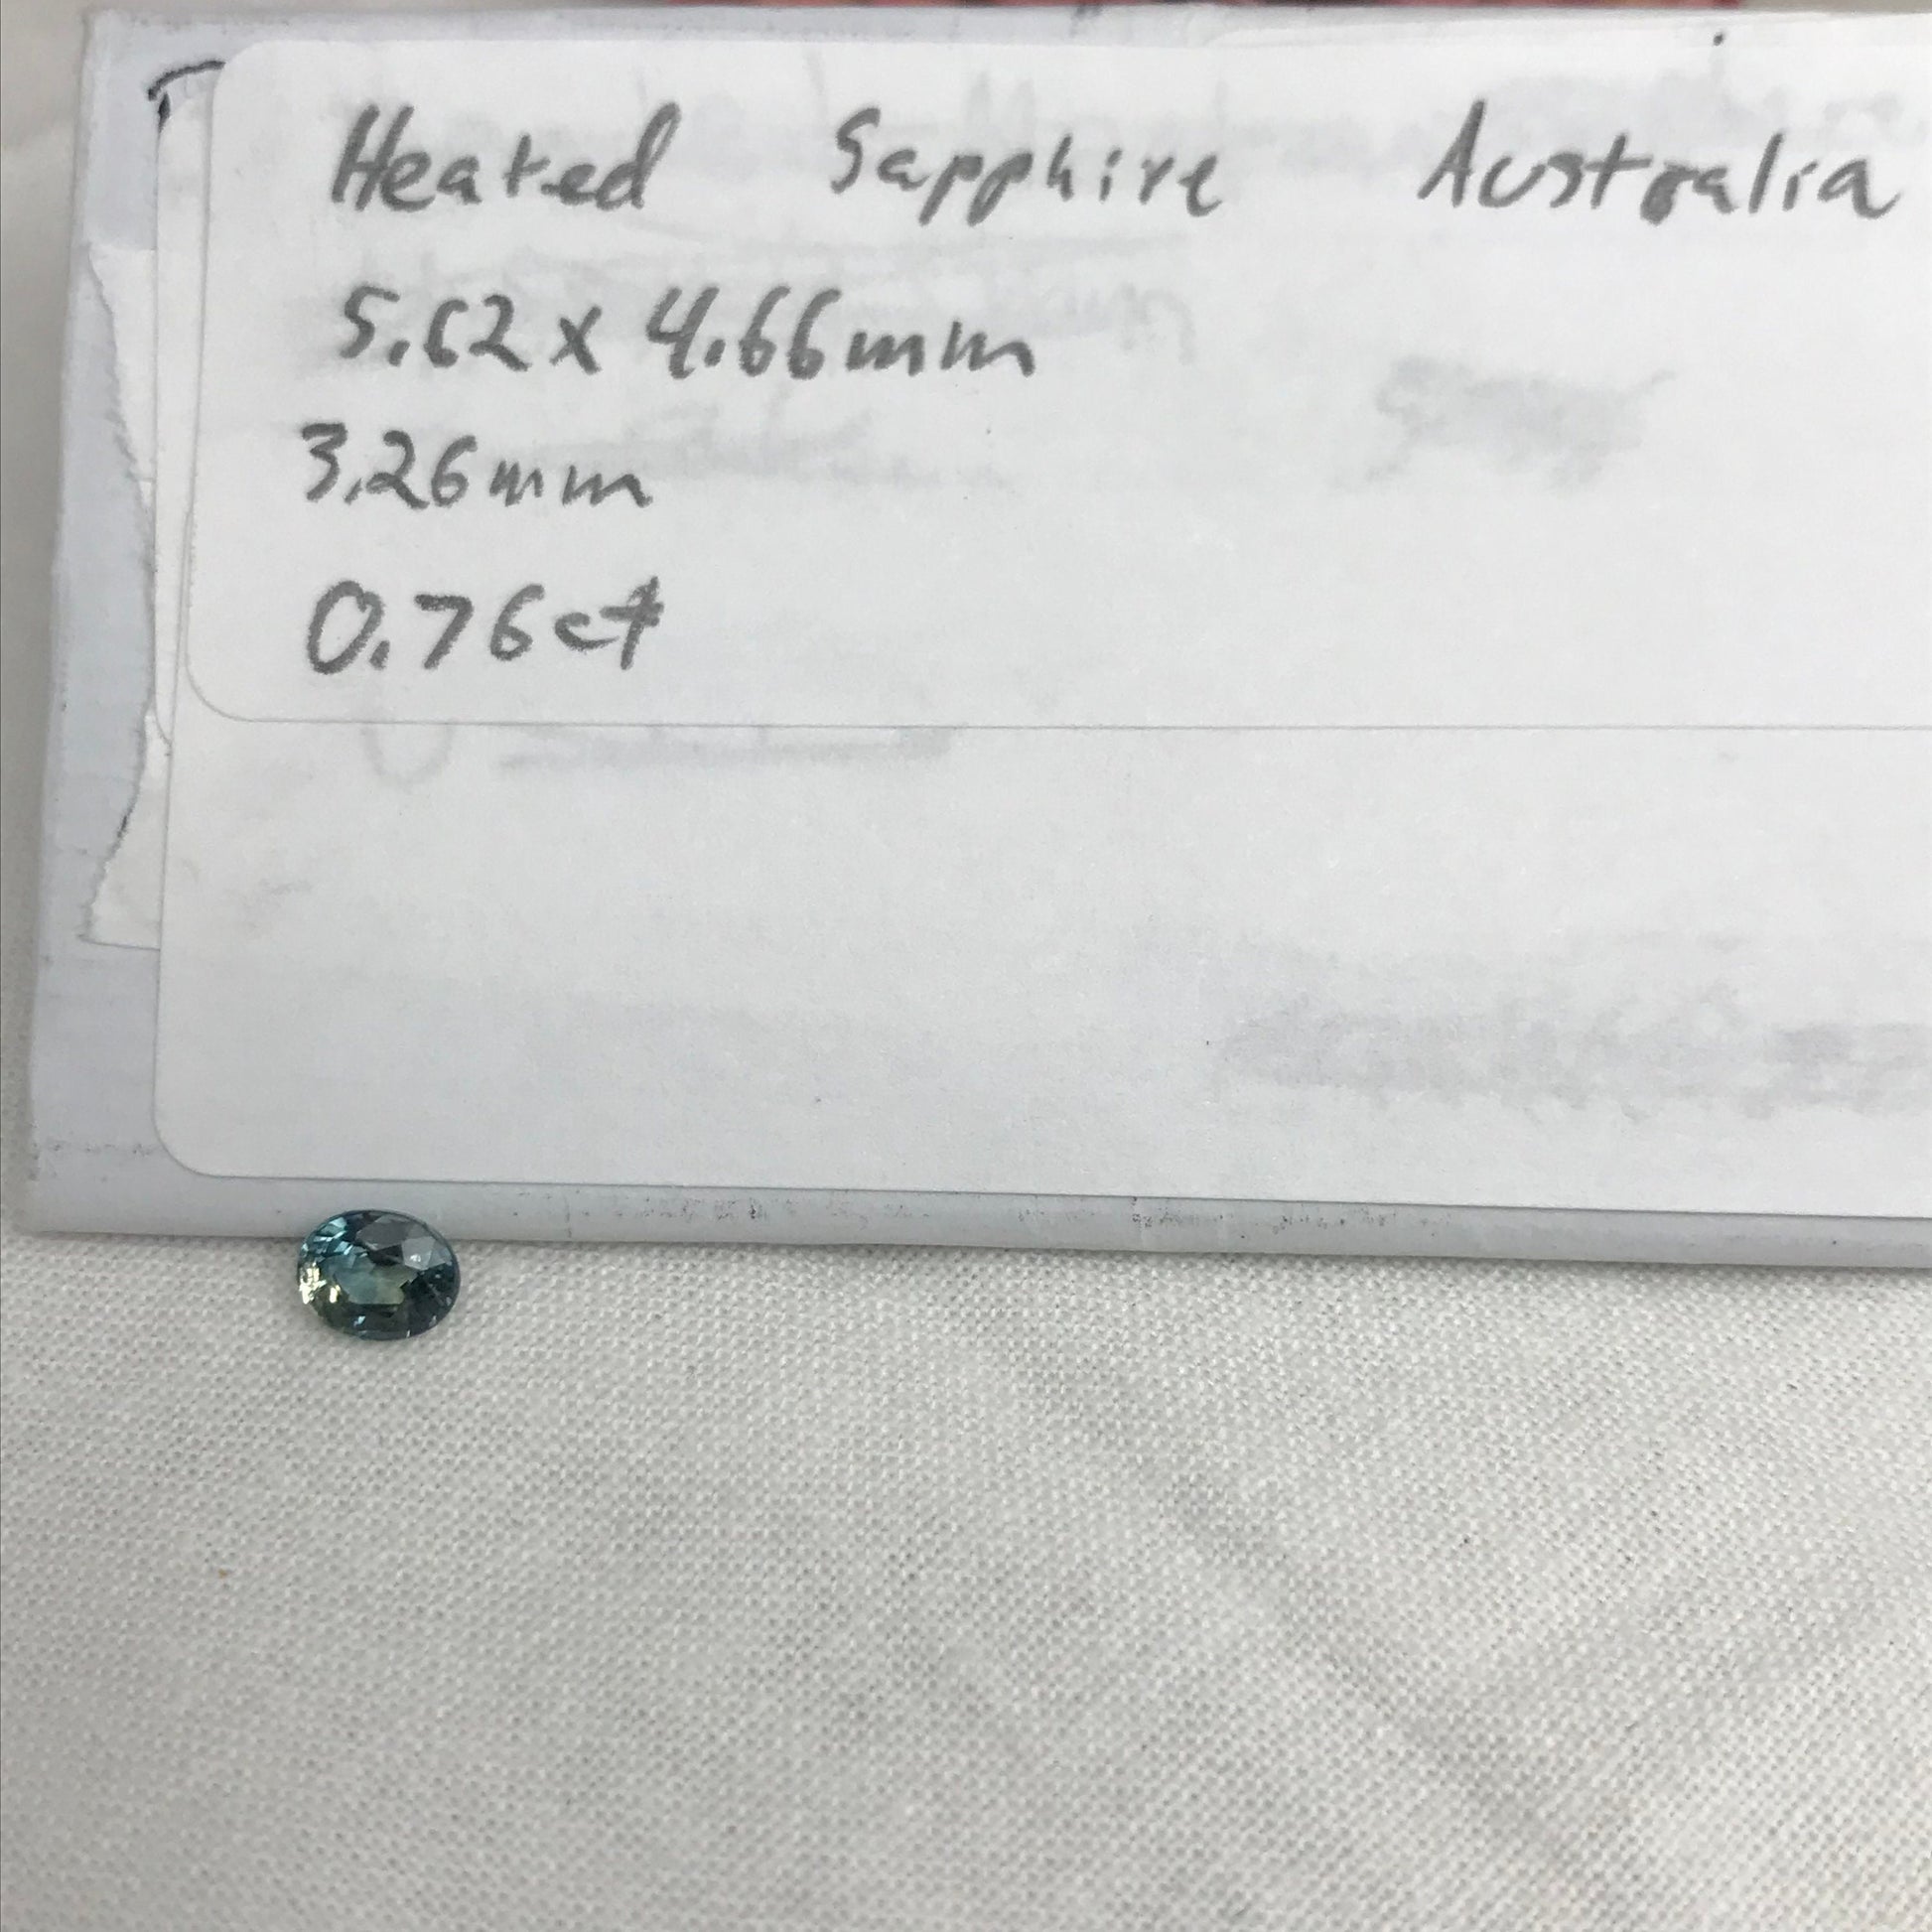 Heated Sapphire Australia
5.62 x 4.66mm
3.26mm
0.76ct